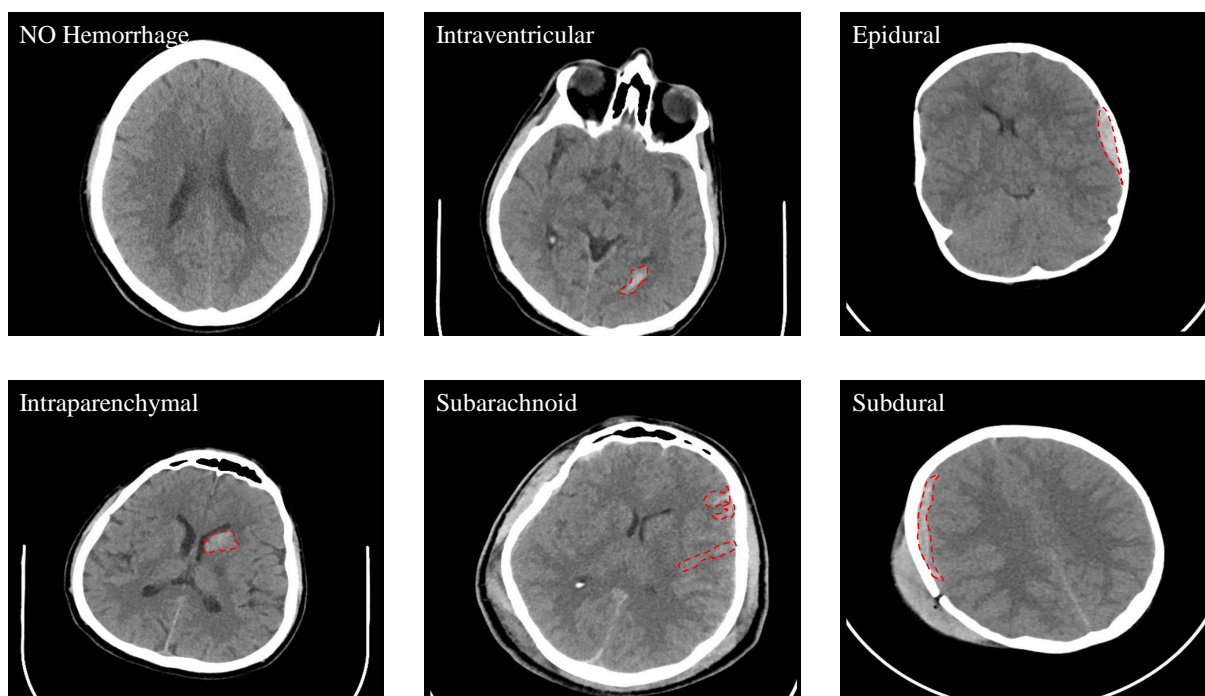 NO Hemorrhage
Intraventricular
Epidural
Intraparenchymal
Subarachnoid
Subdural